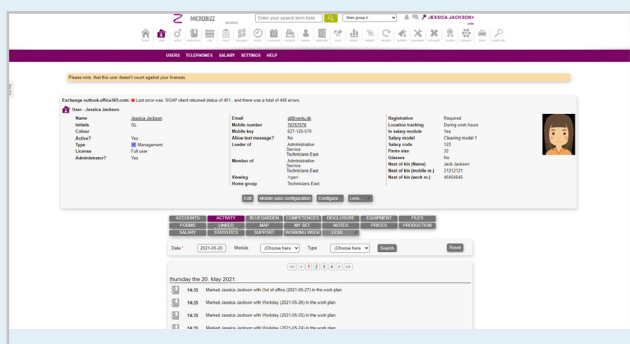 MICROBIZZ
Enter your search term here
Enter group it
JESSICA JACKSON
USERS TELEPHONES SALARY SETTINGS HELP
Please note, that this user doesn't count against your licenses.
Exchange outlook.office365.com: Last error was: SOAP client returned status of 401 , and there was a total of 448 errors.
User - Jessica Jackson
Name Jessica Jackson
Initials
Colour
Active? Yes
Type Management
License Full user
Administrator? Yes
Email
Mobile number 78787878
Mobile key 627-125-570
Allow text message? No
Leader of Administration
Service
Technicians East
Member of Administration
Service
Technicians East
Viewing Ingen
Home group Technicians East
Registration Required
Location tracking During work hours
In salary module Yes
Salary model Cleaning model 1
Salary code 123
Pants size 32
Glasses No
Next of kin (Name) Jack Jackson
Next of kin (mobile nr.) 21212121
Next of kin (work nr.) 45454545
Edit Mobile auto configuration Configure... Less...
ACCOUNTS ACTIVITY BLUEGARDEN COMPETENCES DISCLOSURE EQUIPMENT FILES
FORMS LINKED MAP MY SET. NOTES PRICES PRODUCTION
SALARY STATISTICS SUPPORT WORKING WEEK LESS
Date * 2021-05-20 Module (Choose here Type (Choose here Search Reset
<< < 1 2 3 4 > >>
thursday the 20. May 2021
14:35 Marked Jessica Jackson with Out of office (2021-05-27) in the work plan
14:35 Marked Jessica Jackson with Workday (2021-05-26) in the work plan
14:35 Marked Jessica Jackson with Workday (2021-05-25) in the work plan
14:35 Marked Jessica Jackson with Workday (2021-05-24) in the work plan